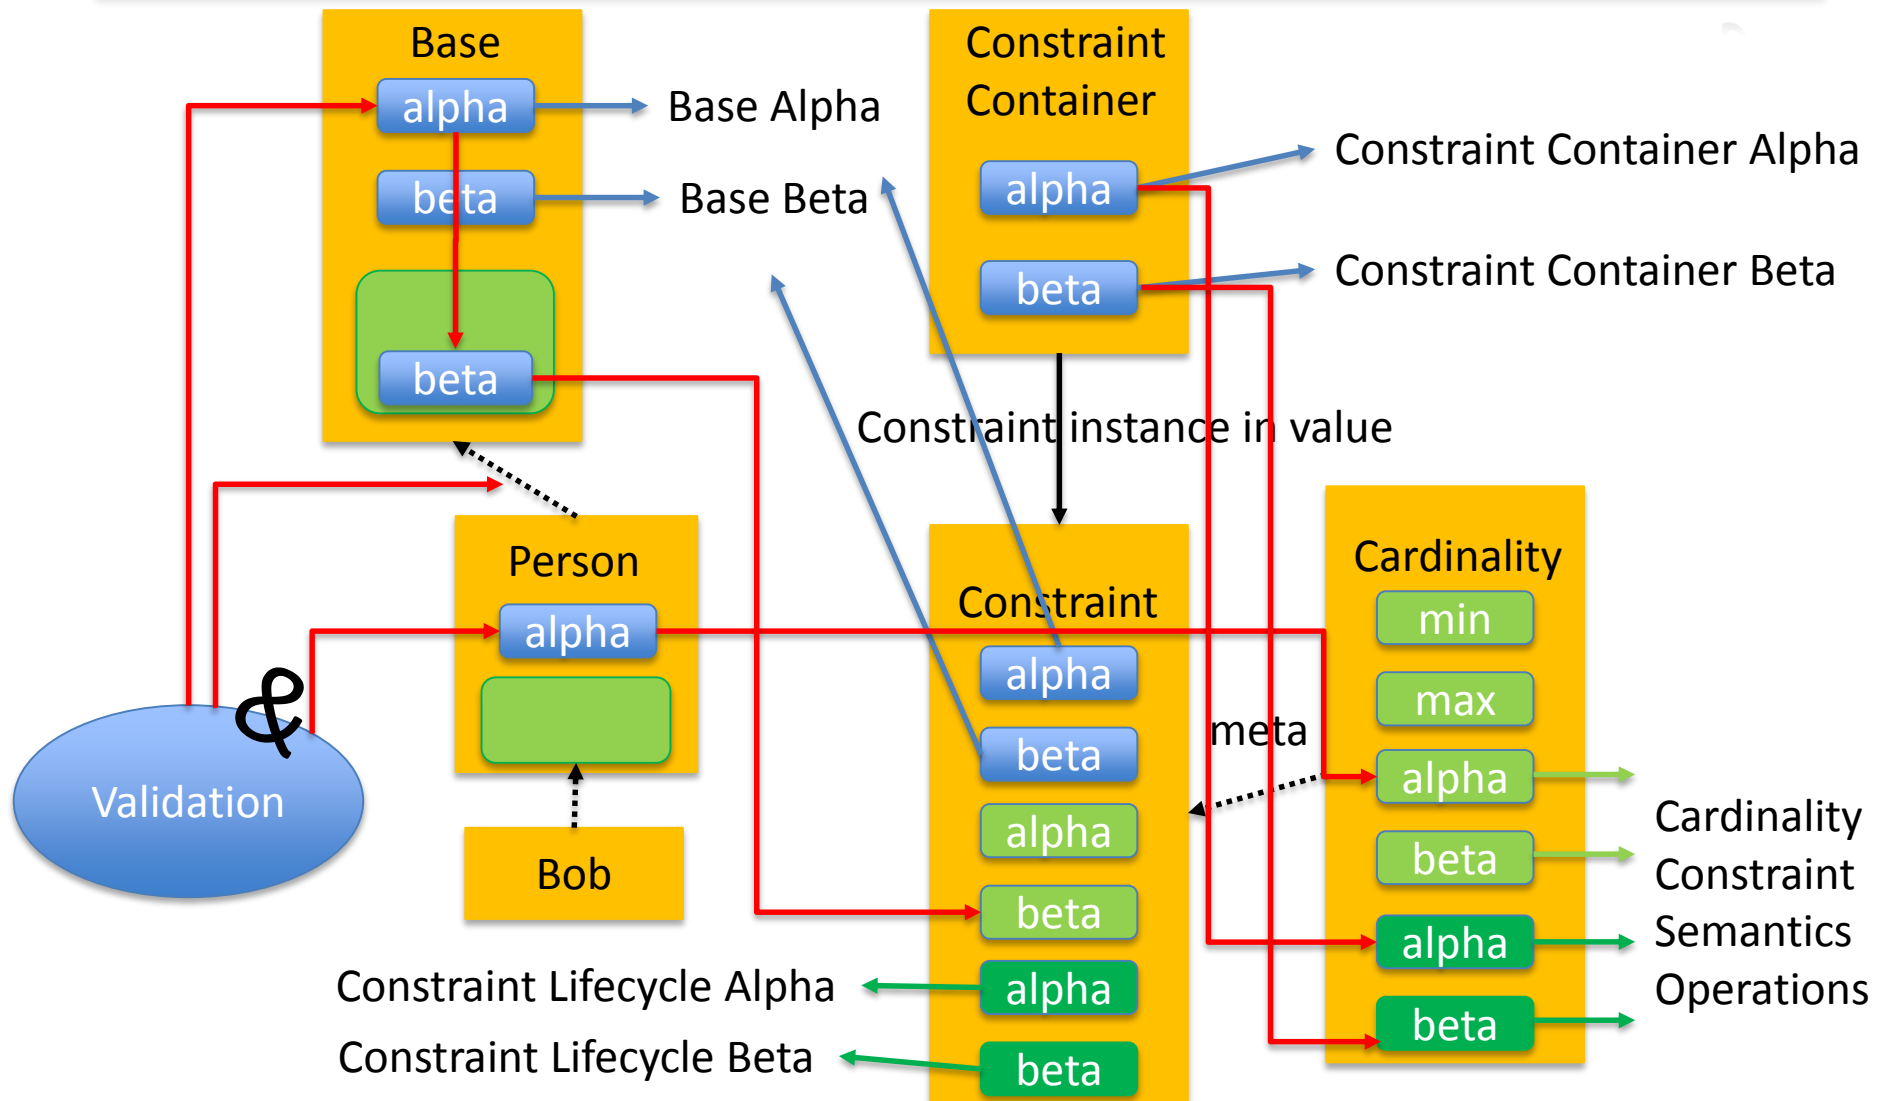 Base
alpha
Base Alpha
beta
Base Beta
beta
Constraint
Container
alpha
Constraint Container Alpha
beta
Constraint Container Beta
Constraint instance in value
Person
alpha
&
Validation
Bob
Constraint
alpha
beta
alpha
beta
alpha
beta
Constraint Lifecycle Alpha
Constraint Lifecycle Beta
meta
Cardinality
min
max
alpha
beta
alpha
beta
Cardinality
Constraint
Semantics
Operations